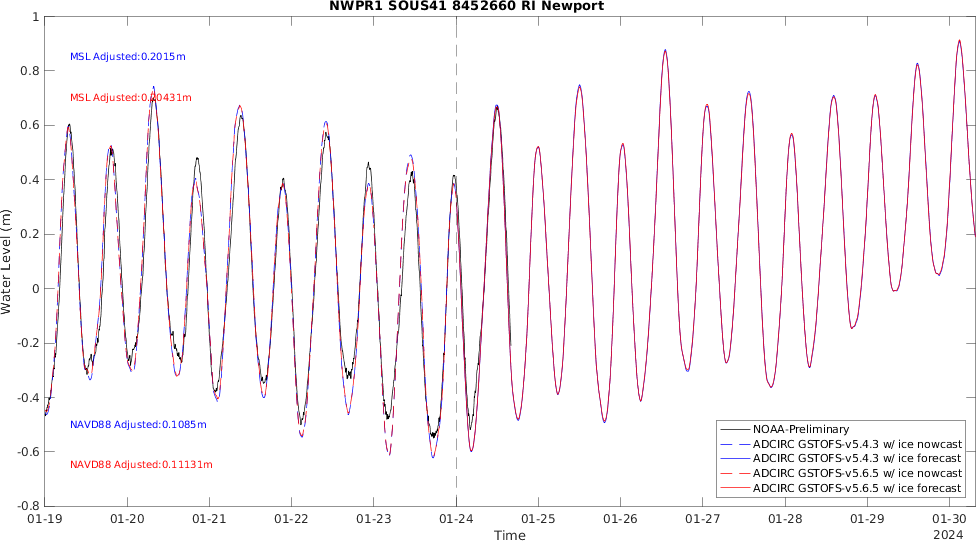 NWPR1 SOUS41 8452660 RI Newport
1
0.8
0.6
0.4
0.2
0
-0.2
-0.4
-0.6
-0.8
Water Level (m)
MSL Adjusted:0.2015m
MSL Adjusted:0.20431m
NAVD88 Adjusted:0.1085m
NAVD88 Adjusted:0.11131m
NOAA-Preliminary
ADCIRC GSTOFS-v5.4.3 w/ ice nowcast
ADCIRC GSTOFS-v5.4.3 w/ ice forecast
ADCIRC GSTOFS-v5.6.5 w/ ice nowcast
ADCIRC GSTOFS-v5.6.5 w/ ice forecast
01-19 01-20 01-21 01-22 01-23 01-24 01-25 01-26 01-27 01-28 01-29 01-30
Time 2024